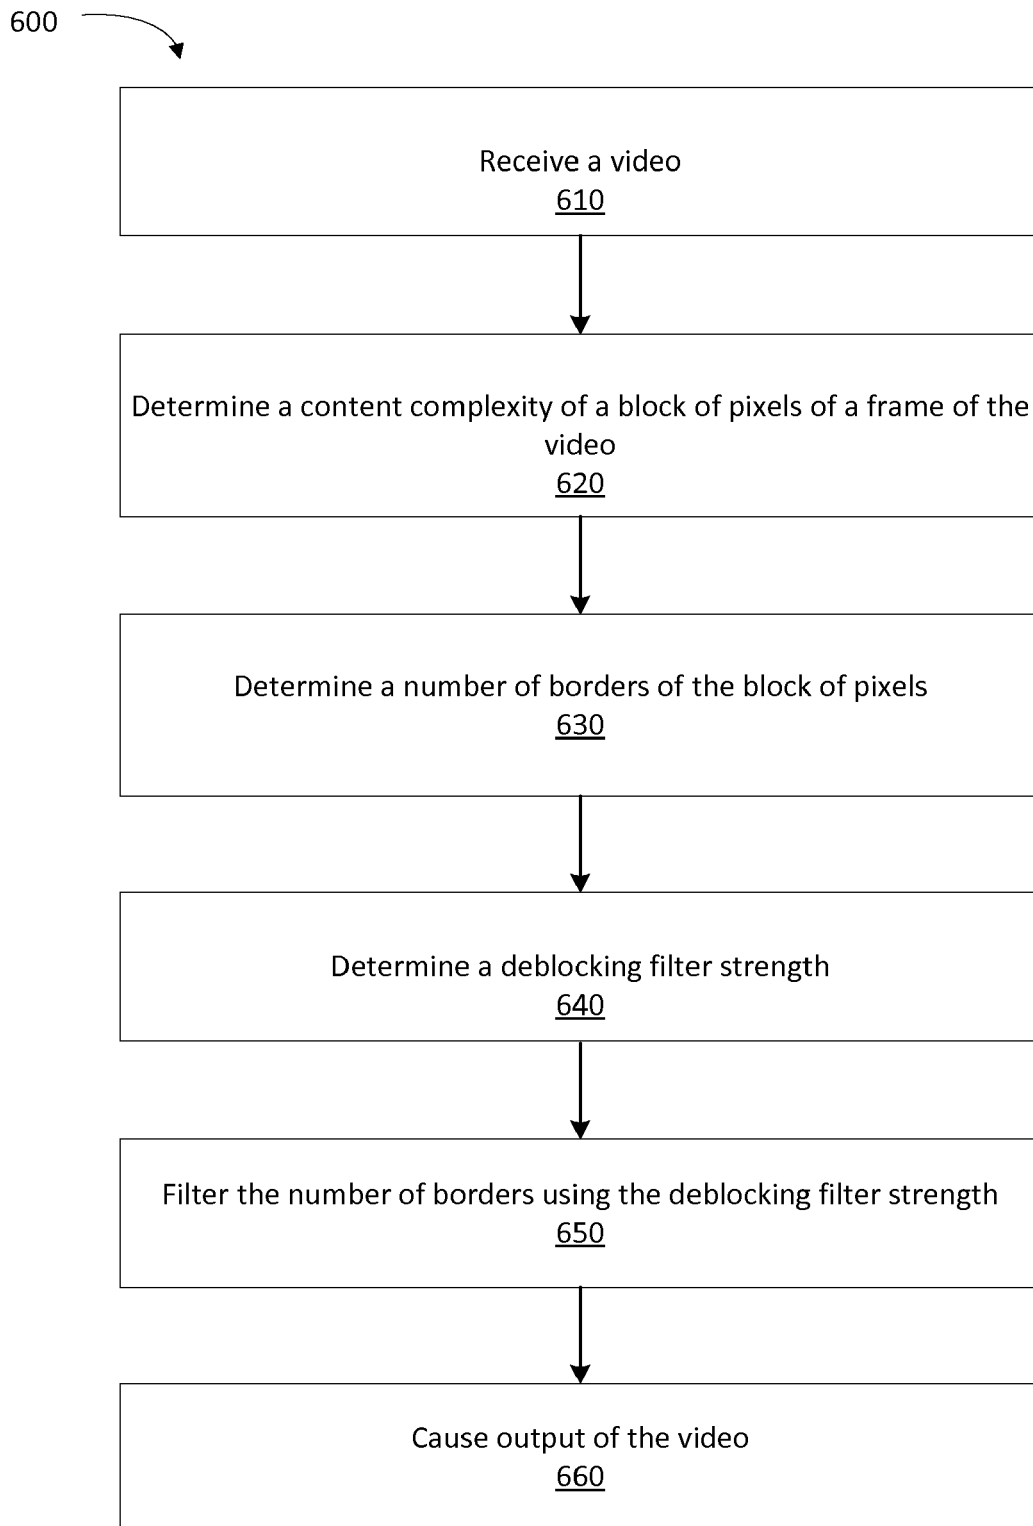 600
Receive a video
610
Determine a content complexity of a block of pixels of a frame of the
video
620
Determine a number of borders of the block of pixels
630
Determine a deblocking filter strength
640
Filter the number of borders using the deblocking filter strength
650
Cause output of the video
660